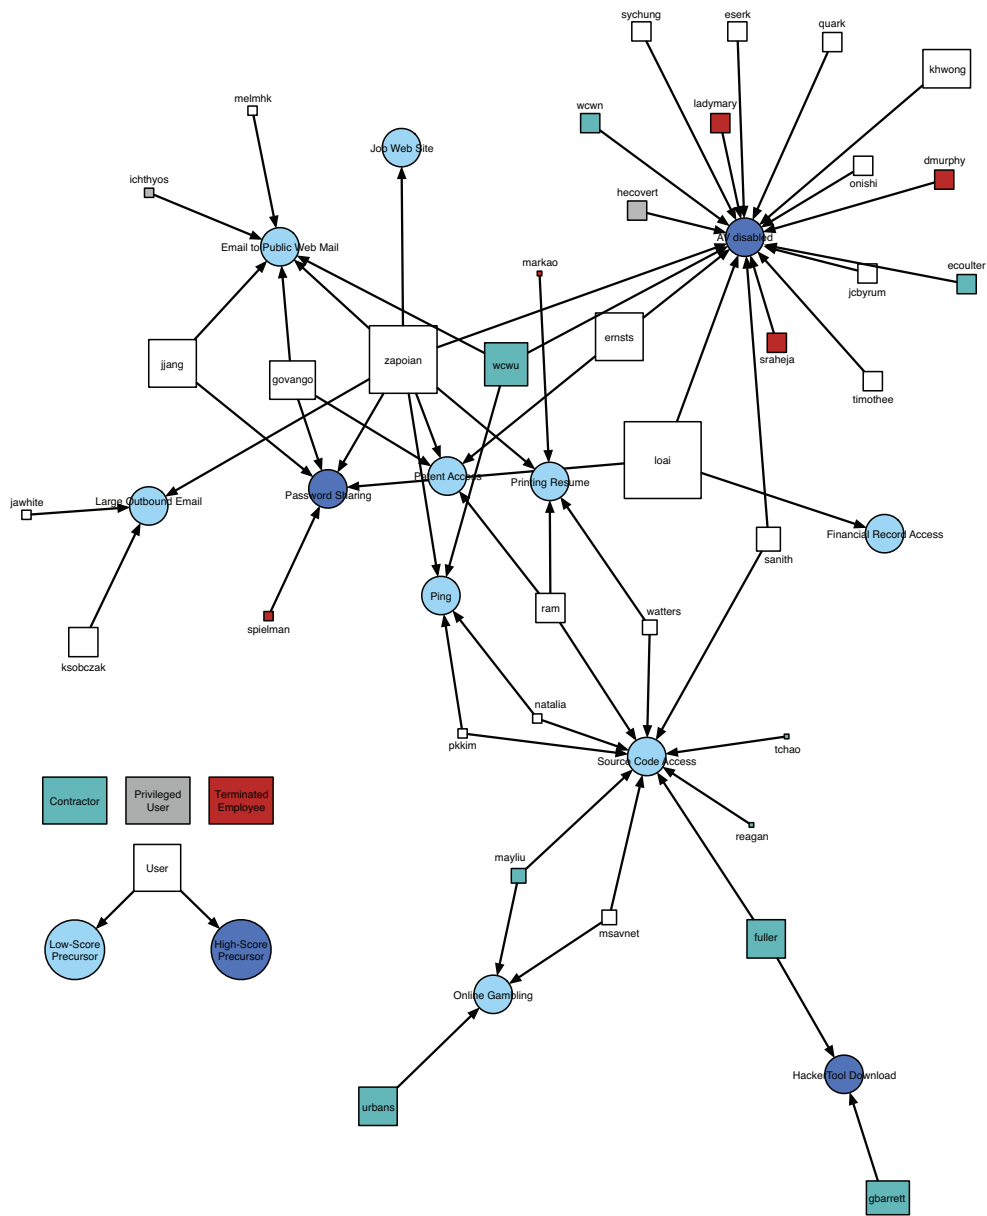 sychung
eserk
quark
khwong
melmhk
wcwn
ladymary
Job Web Site
onishi
dmurphy
ichthyos
hecovert
Email to Public Web Mail
AV disabled
markao
ecoulter
jcbyrum
ernsts
zapoian
jjang
wcwu
sraheja
govango
timothee
loai
Patent Access
Printing Resume
Password Sharing
jawhite
Large Outbound Email
Financial Record Access
sanith
Ping
ram
watters
spielman
ksobczak
natalia
pkkim
tchao
Source Code Access
Contractor
Privileged
User
Terminated
Employee
reagan
mayliu
User
msavnet
fuller
Low-Score
Precursor
High-Score
Precursor
Online Gambling
HackerTool Download
urbans
gbarrett